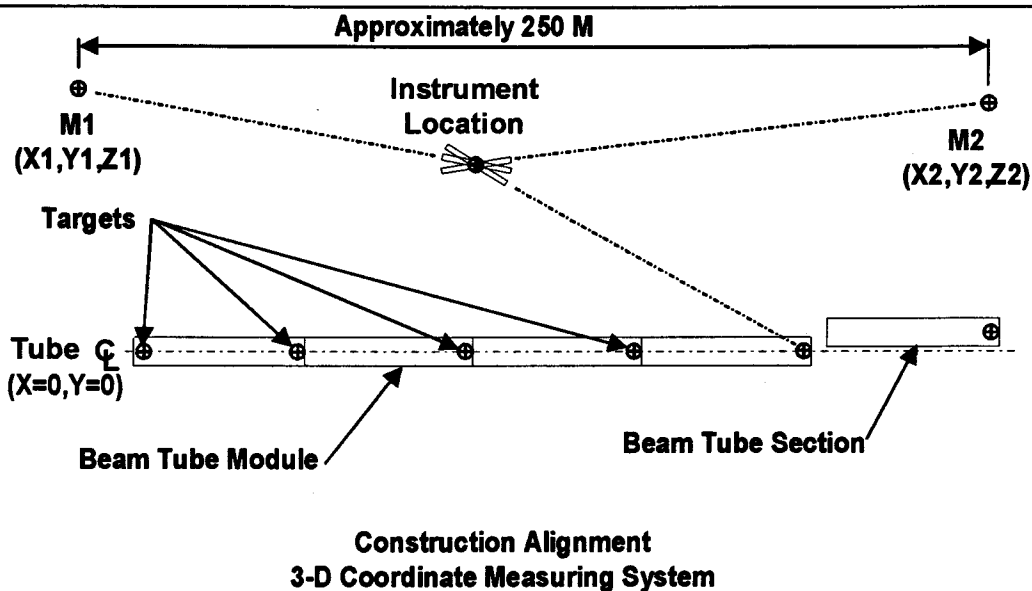 Approximately 250 M
Instrument
Location
M1
(X1,Y1,Z1)
M2
(X2,Y2,Z2)
Targets
Tube ℄
(X=0,Y=0)
Beam Tube Module
Beam Tube Section
Construction Alignment
3-D Coordinate Measuring System